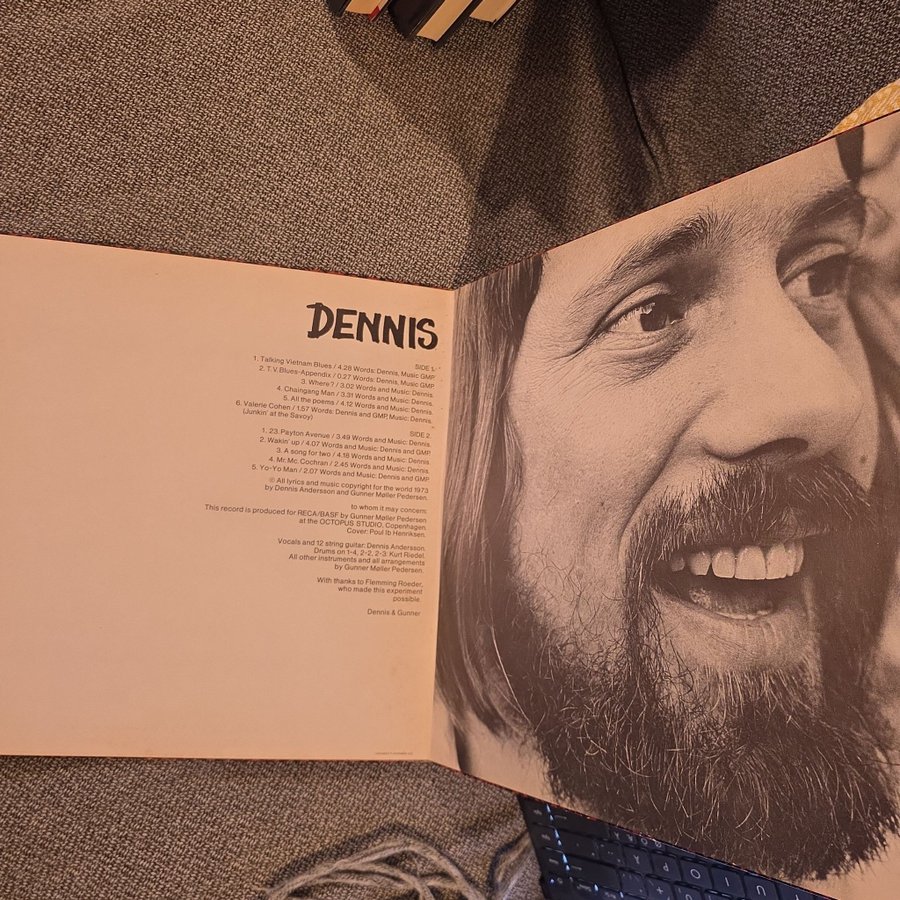 DENNIS
SIDE 1.
1. Talking Vietnam Blues / 4.28 Words: Dennis, Music GMP
2. T.V. Blues-Appendix / 0.27 Words: Dennis, Music GMP
3. Where? / 3.02 Words and Music: Dennis.
4. Chaingang Man / 3.31 Words and Music: Dennis.
5. All the poems / 4.12 Words and Music: Dennis.
6. Valerie Cohen / 1.57 Words: Dennis and GMP, Music: Dennis.
(Junkin' at the Savoy)
SIDE 2.
1. 23. Payton Avenue / 3.49 Words and Music: Dennis.
2. Wakin' up / 4.07 Words and Music: Dennis and GMP
3. A song for two / 4.18 Words and Music: Dennis.
4. Mr. Mc. Cochran / 2.45 Words and Music: Dennis.
5. Yo-Yo Man / 2.07 Words and Music: Dennis and GMP
℗ All lyrics and music copyright for the world 1973
by Dennis Andersson and Gunner Møller Pedersen.
to whom it may concern:
This record is produced for RECA/BASF by Gunner Møller Pedersen
at the OCTOPUS STUDIO, Copenhagen.
Cover: Poul Ib Henriksen.
Vocals and 12 string guitar: Dennis Andersson.
Drums on 1-4, 2-2, 2-3: Kurt Riedel.
All other instruments and all arrangements
by Gunner Møller Pedersen.
With thanks to Flemming Roeder,
who made this experiment
possible.
Dennis & Gunner
U I O P